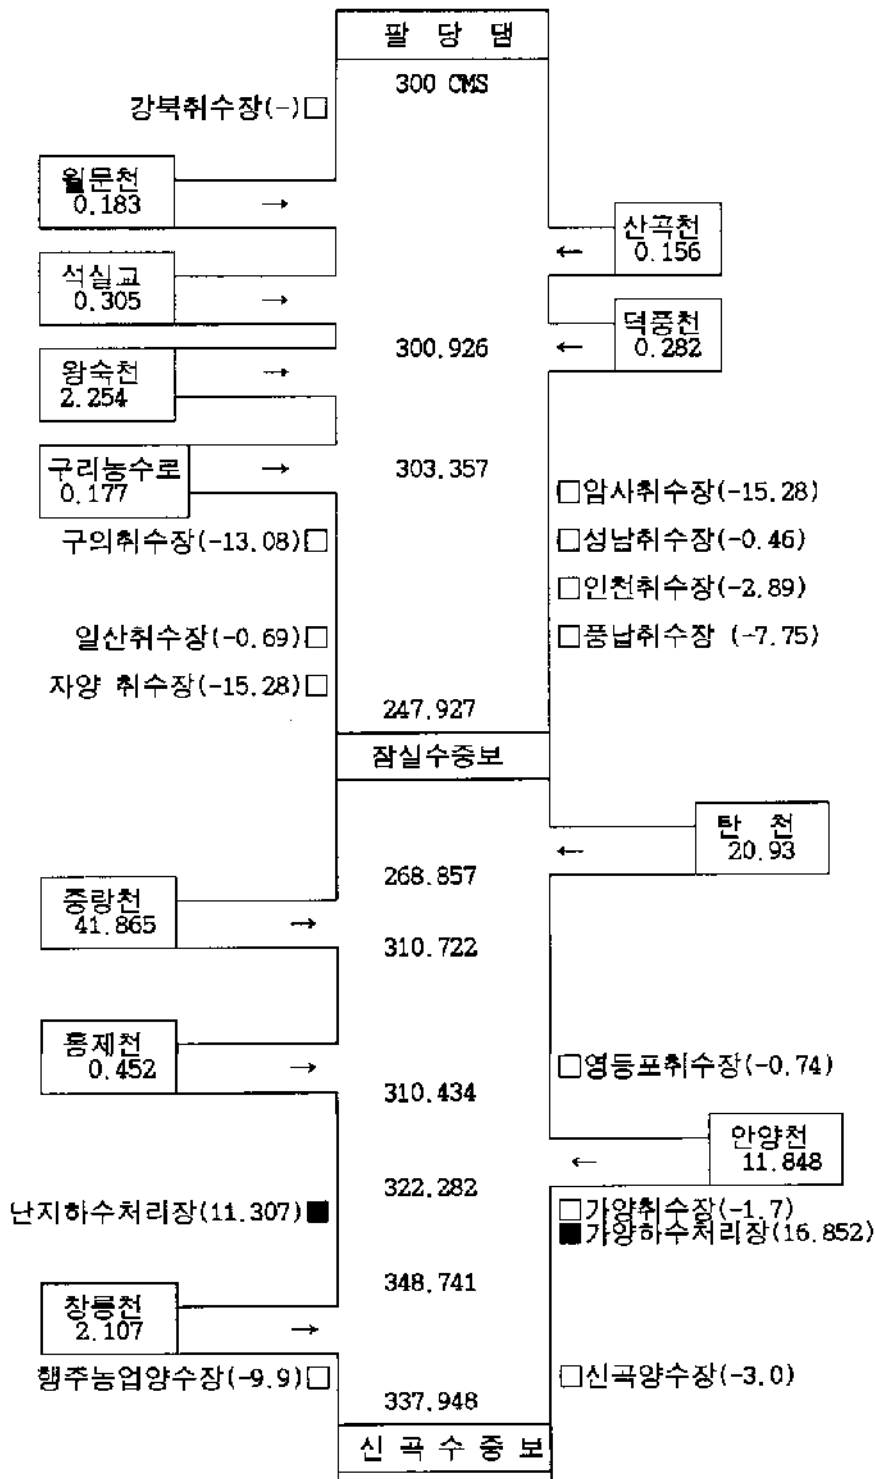 팔 당 댐
300 CMS
강북취수장(-)□
월문천
0.183
→
산곡천
← 0.156
석실교
0.305
→
덕풍천
← 0.282
300.926
왕숙천
2.254
→
구리농수로
0.177
→
303.357
□암사취수장(-15.28)
구의취수장(-13.08)□
□성남취수장(-0.46)
□인천취수장(-2.89)
일산취수장(-0.69)□
□풍납취수장 (-7.75)
자양 취수장(-15.28)□
247.927
잠실수중보
탄 천
← 20.93
268.857
중랑천
41.865
→
310.722
홍제천
0.452
→
□영등포취수장(-0.74)
310.434
안양천
← 11.848
322.282
난지하수처리장(11.307)■
□가양취수장(-1.7)
■가양하수처리장(16.852)
348.741
창릉천
2.107
→
행주농업양수장(-9.9)□
□신곡양수장(-3.0)
337.948
신 곡 수 중 보